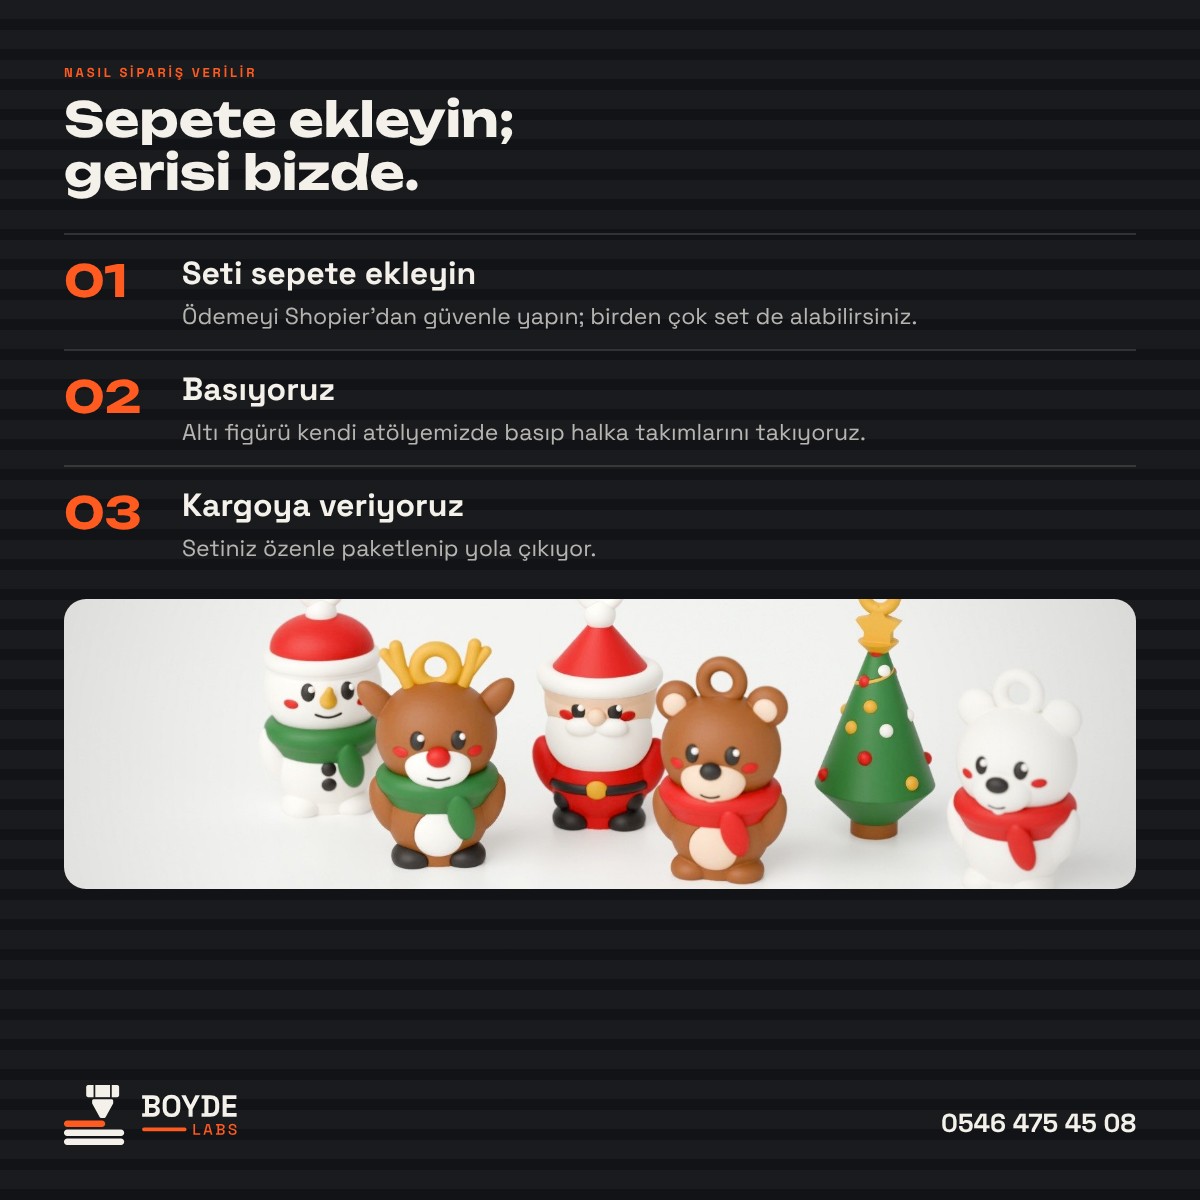 NASIL SİPARİŞ VERİLİR
Sepete ekleyin;
gerisi bizde.
01
Seti sepete ekleyin
Ödemeyi Shopier’dan güvenle yapın; birden çok set de alabilirsiniz.
02
Basıyoruz
Altı figürü kendi atölyemizde basıp halka takımlarını takıyoruz.
03
Kargoya veriyoruz
Setiniz özenle paketlenip yola çıkıyor.
BOYDE
LABS
0546 475 45 08